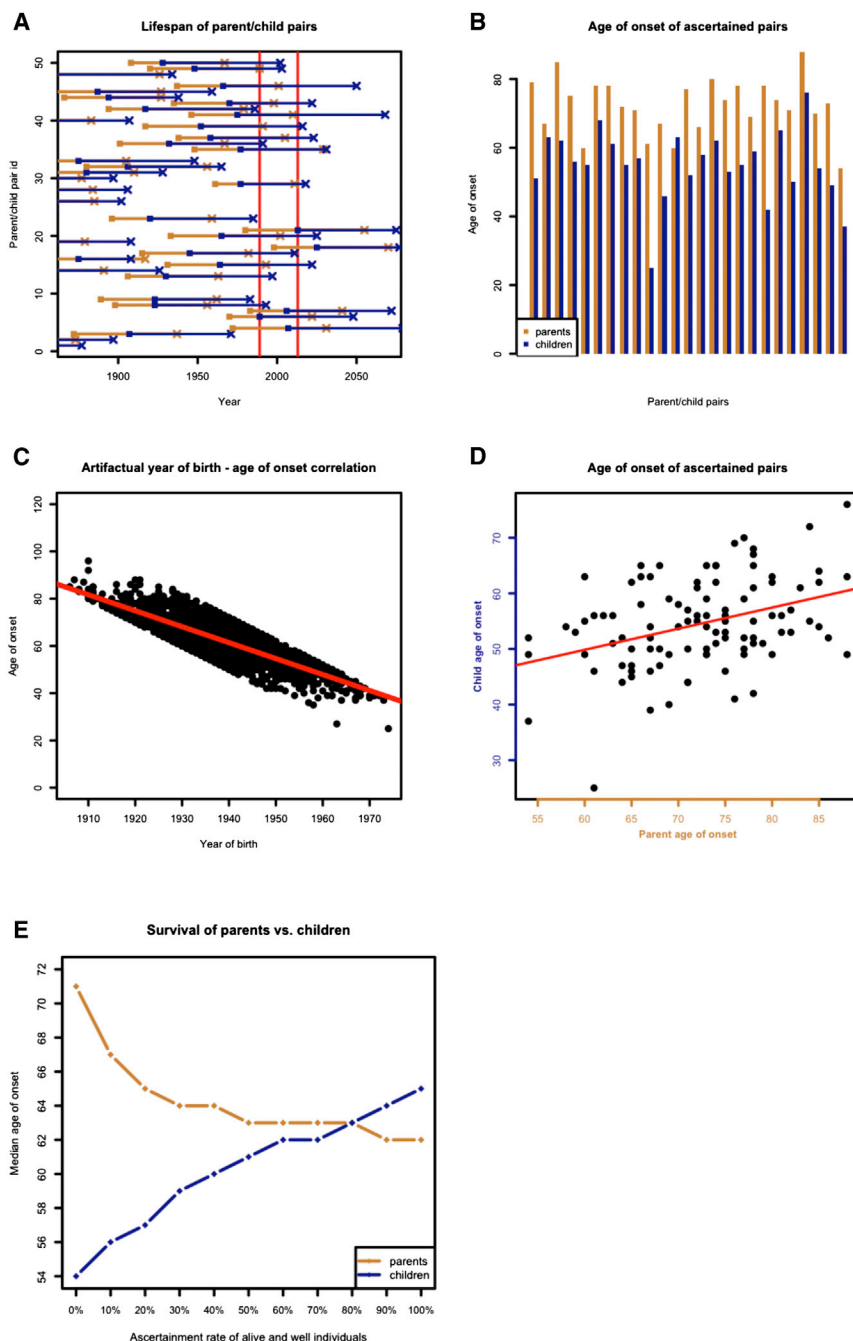 A
Lifespan of parent/child pairs
Parent/child pair id
50
40
30
20
10
0
1900 1950 2000 2050
Year
B
Age of onset of ascertained pairs
Age of onset
80
60
40
20
0
parents
children
Parent/child pairs
C
Artifactual year of birth - age of onset correlation
Age of onset
120
100
80
60
40
20
0
1910 1920 1930 1940 1950 1960 1970
Year of birth
D
Age of onset of ascertained pairs
Child age of onset
70
60
50
40
30
55 60 65 70 75 80 85
Parent age of onset
E
Survival of parents vs. children
Median age of onset
72
70
68
66
64
62
60
58
56
54
parents
children
0% 10% 20% 30% 40% 50% 60% 70% 80% 90% 100%
Ascertainment rate of alive and well individuals